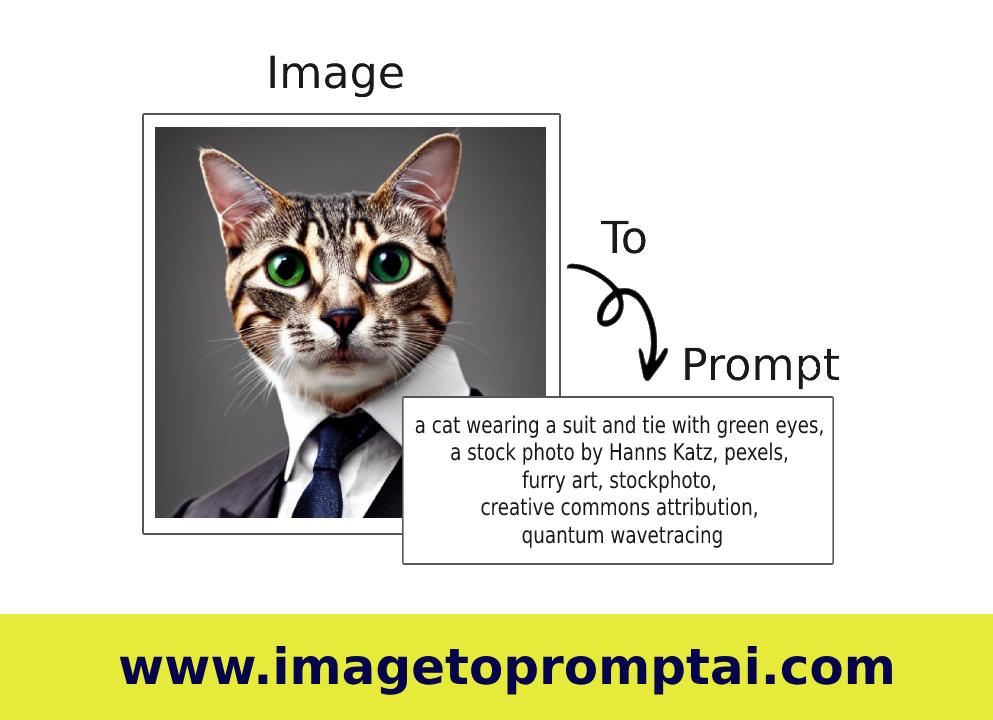 Image
To
Prompt
a cat wearing a suit and tie with green eyes,
a stock photo by Hanns Katz, pexels,
furry art, stockphoto,
creative commons attribution,
quantum wavetracing
www.imagetopromptai.com